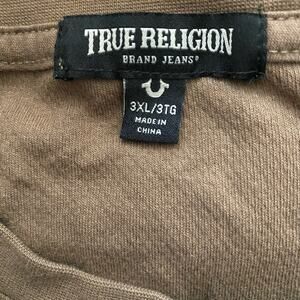 TRUE RELIGION
BRAND JEANS®
3XL/3TG
MADE IN
CHINA